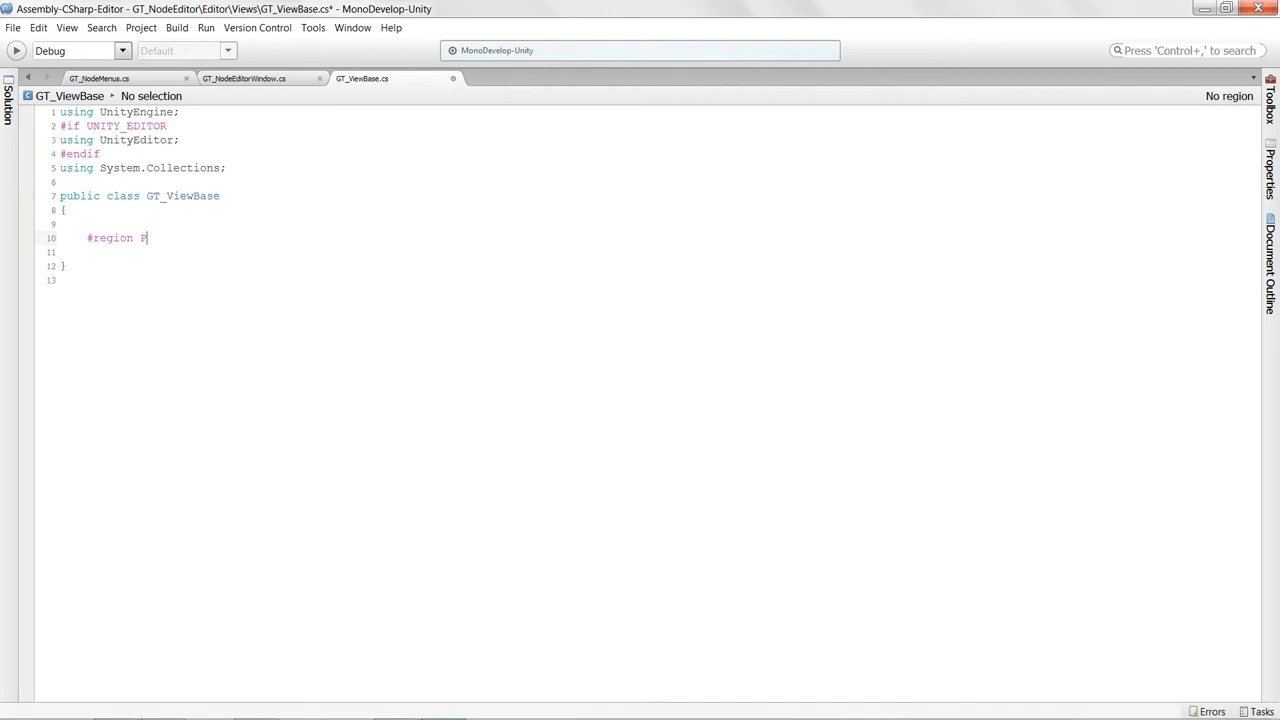 Assembly-CSharp-Editor - GT_NodeEditor\Editor\Views\GT_ViewBase.cs* - MonoDevelop-Unity
File Edit View Search Project Build Run Version Control Tools Window Help
Debug Default MonoDevelop-Unity Press 'Control+,' to search
GT_NodeMenus.cs GT_NodeEditorWindow.cs GT_ViewBase.cs
GT_ViewBase No selection No region
1 using UnityEngine;
2 #if UNITY_EDITOR
3 using UnityEditor;
4 #endif
5 using System.Collections;
6
7 public class GT_ViewBase
8 {
9
10 #region P
11
12 }
13
Solution
Toolbox
Properties
Document Outline
Errors Tasks